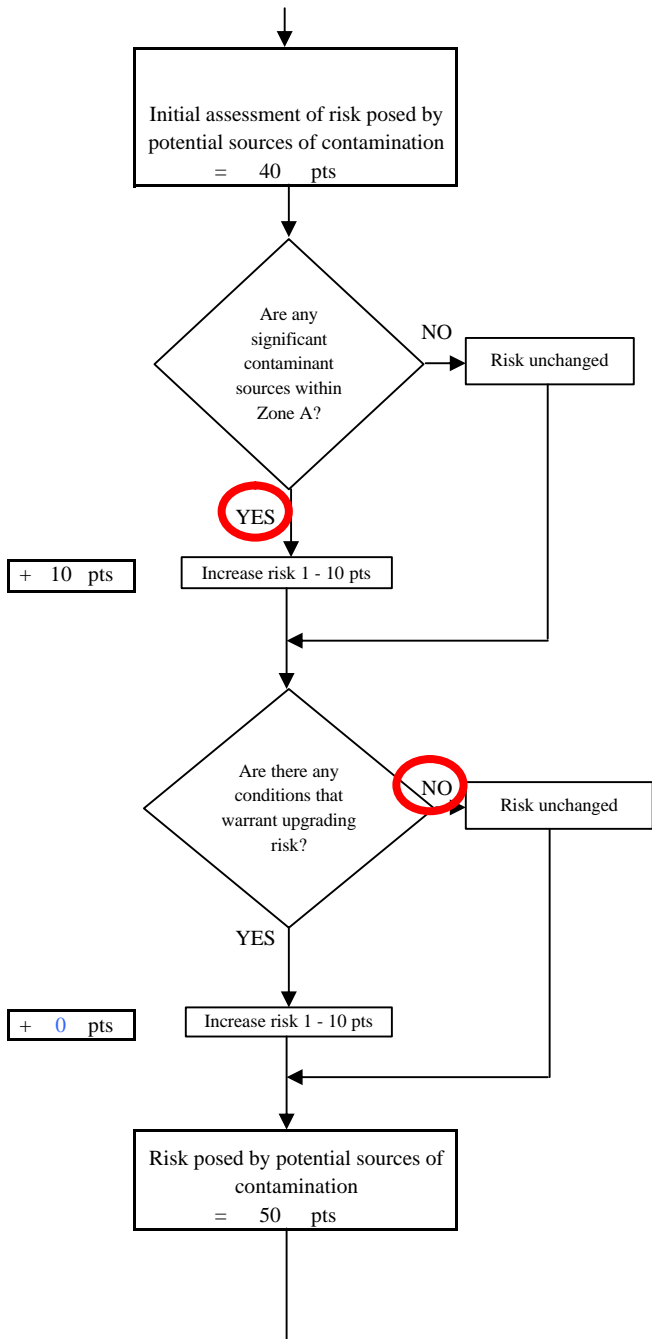 Initial assessment of risk posed by
potential sources of contamination
= 40 pts
Are any
significant
contaminant
sources within
Zone A?
NO
Risk unchanged
YES
+ 10 pts
Increase risk 1 - 10 pts
Are there any
conditions that
warrant upgrading
risk?
NO
Risk unchanged
YES
+ 0 pts
Increase risk 1 - 10 pts
Risk posed by potential sources of
contamination
= 50 pts